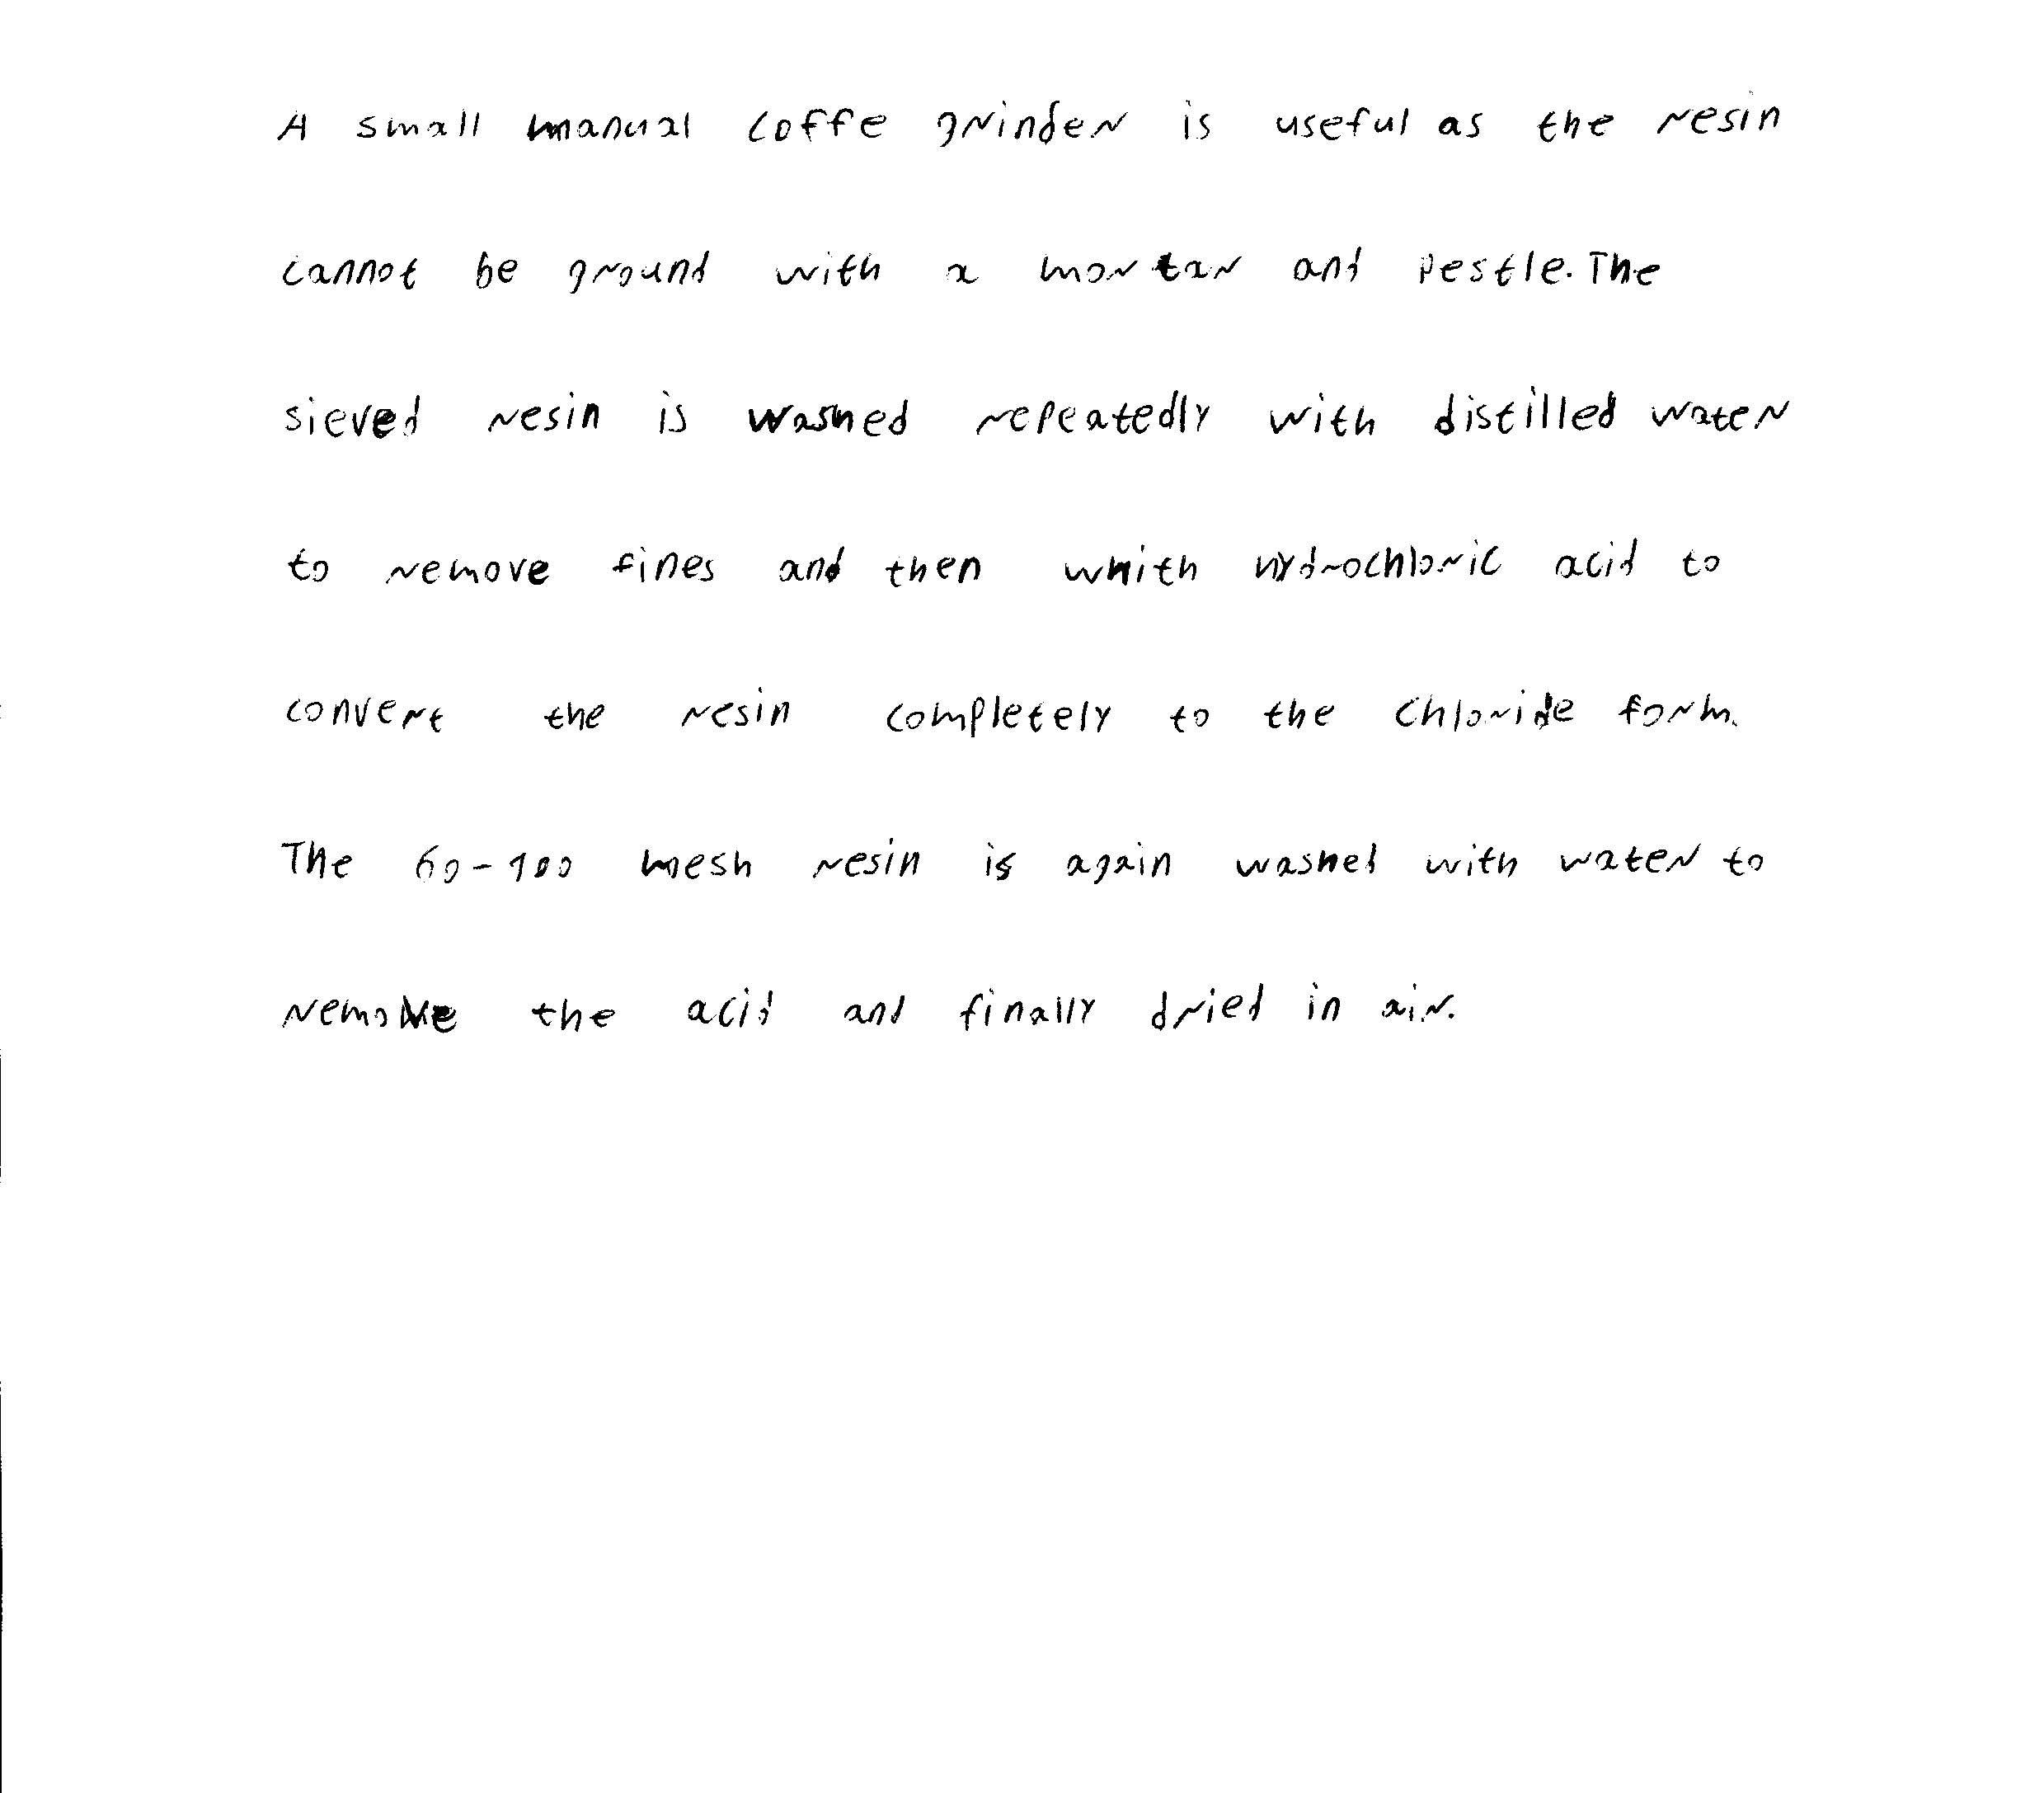 A small manual coffe grinder is useful as the resin
cannot be ground with a mortar and pestle. The
sieved resin is washed repeatedly with distilled water
to remove fines and then whith hydrochloric acid to
convert the resin completely to the chloride form.
The 60-100 mesh resin is again washed with water to
remove the acid and finally dried in air.